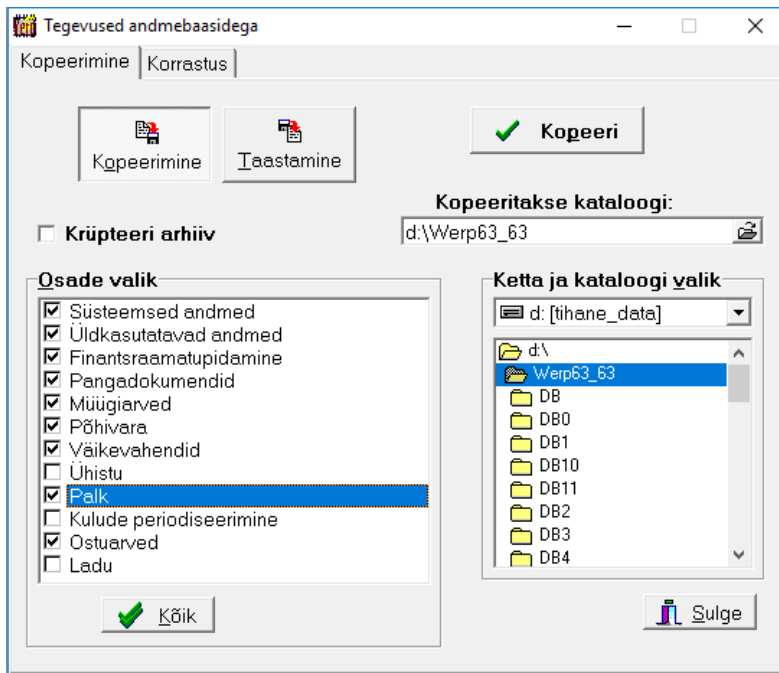 Tegevused andmebaasidega
Kopeerimine Korrastus
Kopeerimine Taastamine Kopeeri
Kopeeritakse kataloogi:
Krüpteeri arhiiv d:\Werp63_63
Osade valik
Süsteemsed andmed
Üldkasutatavad andmed
Finantsraamatupidamine
Pangadokumendid
Müügiarved
Põhivara
Väikevahendid
Ühistu
Palk
Kulude periodiseerimine
Ostuarved
Ladu
Kõik
Ketta ja kataloogi valik
d: [tihane_data]
d:\
Werp63_63
DB
DB0
DB1
DB10
DB11
DB2
DB3
DB4
Sulge